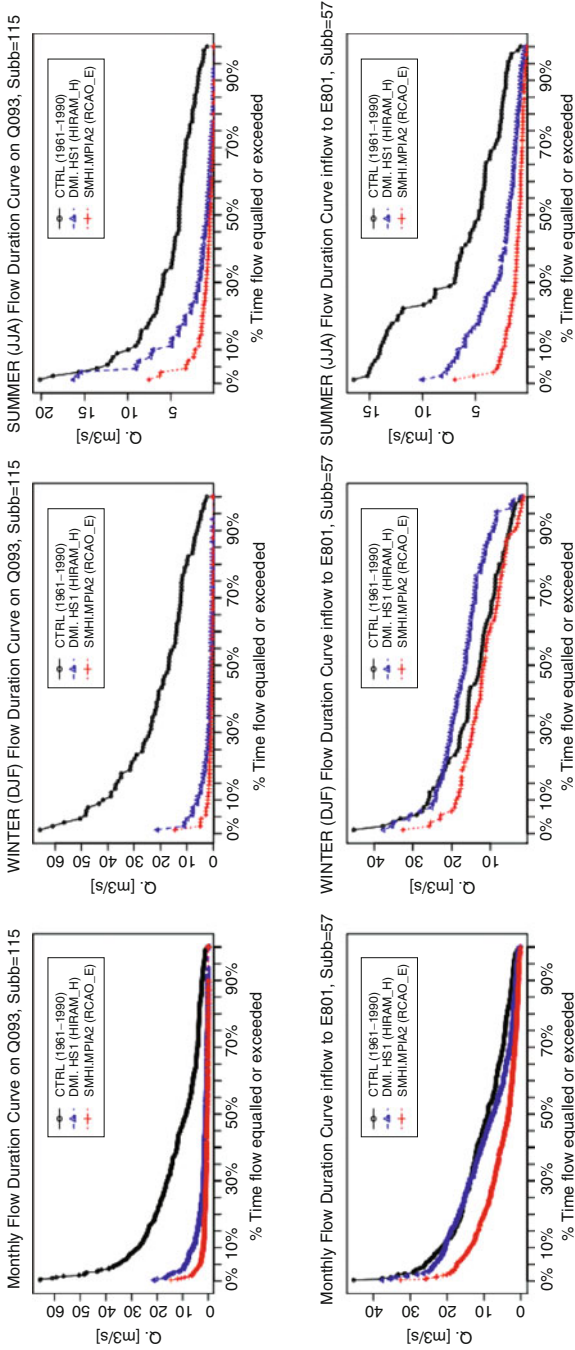 Monthly Flow Duration Curve on Q093, Subb=115
Q. [m3/s]
60
50
40
30
20
10
0
CTRL (1961–1990)
DMI. HS1 (HIRAM_H)
SMHI.MPIA2 (RCAO_E)
0% 10% 30% 50% 70% 90%
% Time flow equalled or exceeded
WINTER (DJF) Flow Duration Curve on Q093, Subb=115
Q. [m3/s]
60
50
40
30
20
10
0
CTRL (1961–1990)
DMI. HS1 (HIRAM_H)
SMHI.MPIA2 (RCAO_E)
0% 10% 30% 50% 70% 90%
% Time flow equalled or exceeded
SUMMER (JJA) Flow Duration Curve on Q093, Subb=115
Q. [m3/s]
20
15
10
5
CTRL (1961–1990)
DMI. HS1 (HIRAM_H)
SMHI.MPIA2 (RCAO_E)
0% 10% 30% 50% 70% 90%
% Time flow equalled or exceeded
Monthly Flow Duration Curve inflow to E801, Subb=57
Q. [m3/s]
40
30
20
10
0
CTRL (1961–1990)
DMI. HS1 (HIRAM_H)
SMHI.MPIA2 (RCAO_E)
0% 10% 30% 50% 70% 90%
% Time flow equalled or exceeded
WINTER (DJF) Flow Duration Curve inflow to E801, Subb=57
Q. [m3/s]
40
30
20
10
CTRL (1961–1990)
DMI. HS1 (HIRAM_H)
SMHI.MPIA2 (RCAO_E)
0% 10% 30% 50% 70% 90%
% Time flow equalled or exceeded
SUMMER (JJA) Flow Duration Curve inflow to E801, Subb=57
Q. [m3/s]
15
10
5
CTRL (1961–1990)
DMI. HS1 (HIRAM_H)
SMHI.MPIA2 (RCAO_E)
0% 10% 30% 50% 70% 90%
% Time flow equalled or exceeded